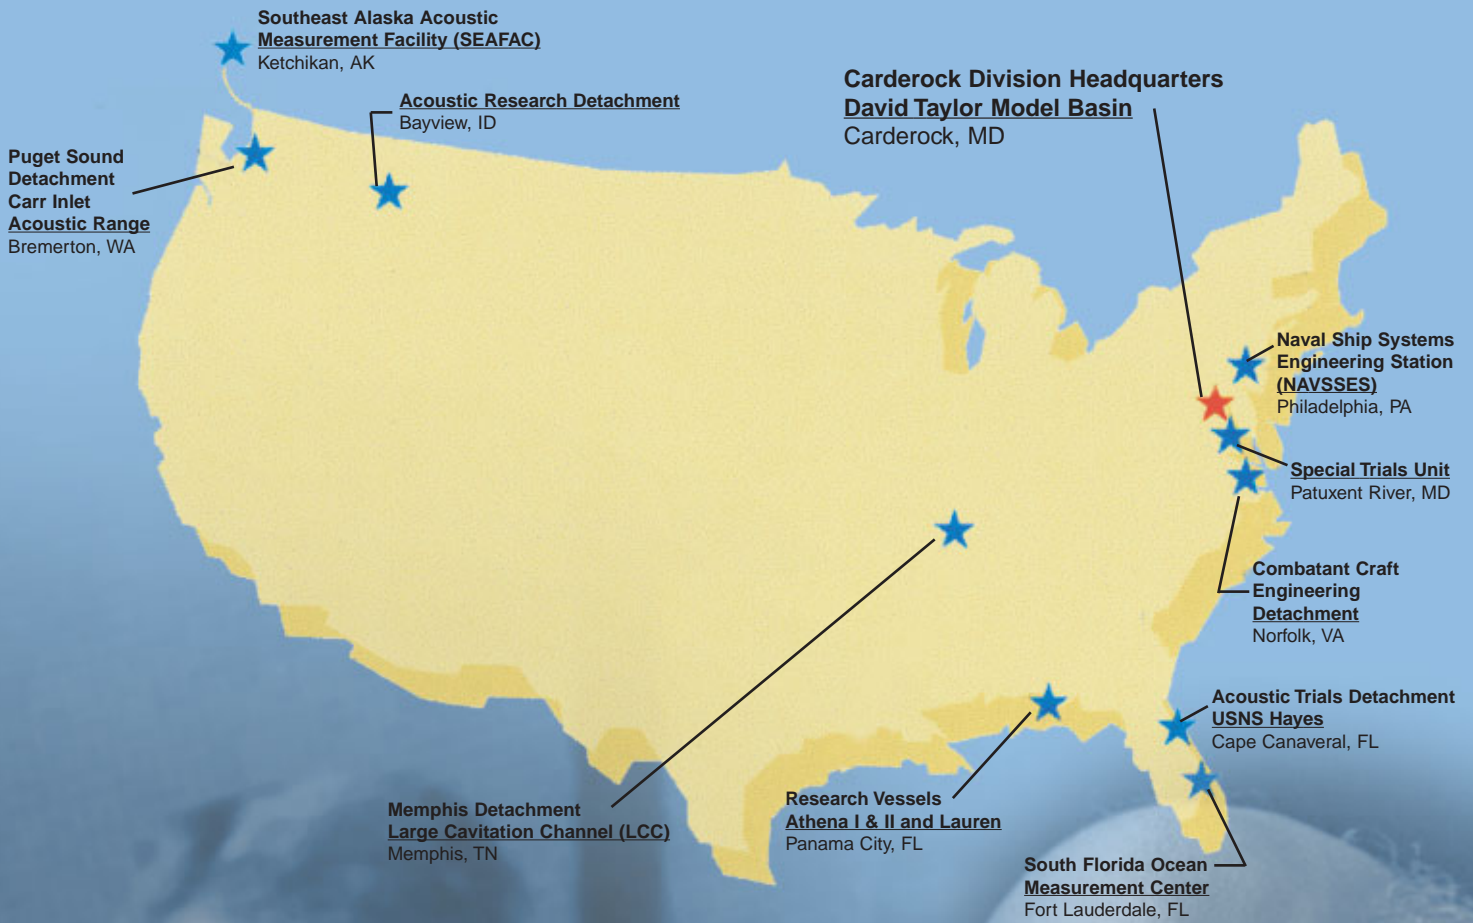 Southeast Alaska Acoustic
Measurement Facility (SEAFAC)
Ketchikan, AK
Acoustic Research Detachment
Bayview, ID
Carderock Division Headquarters
David Taylor Model Basin
Carderock, MD
Puget Sound
Detachment
Carr Inlet
Acoustic Range
Bremerton, WA
Naval Ship Systems
Engineering Station
(NAVSSES)
Philadelphia, PA
Special Trials Unit
Patuxent River, MD
Combatant Craft
Engineering
Detachment
Norfolk, VA
Acoustic Trials Detachment
USNS Hayes
Cape Canaveral, FL
Memphis Detachment
Large Cavitation Channel (LCC)
Memphis, TN
Research Vessels
Athena I & II and Lauren
Panama City, FL
South Florida Ocean
Measurement Center
Fort Lauderdale, FL